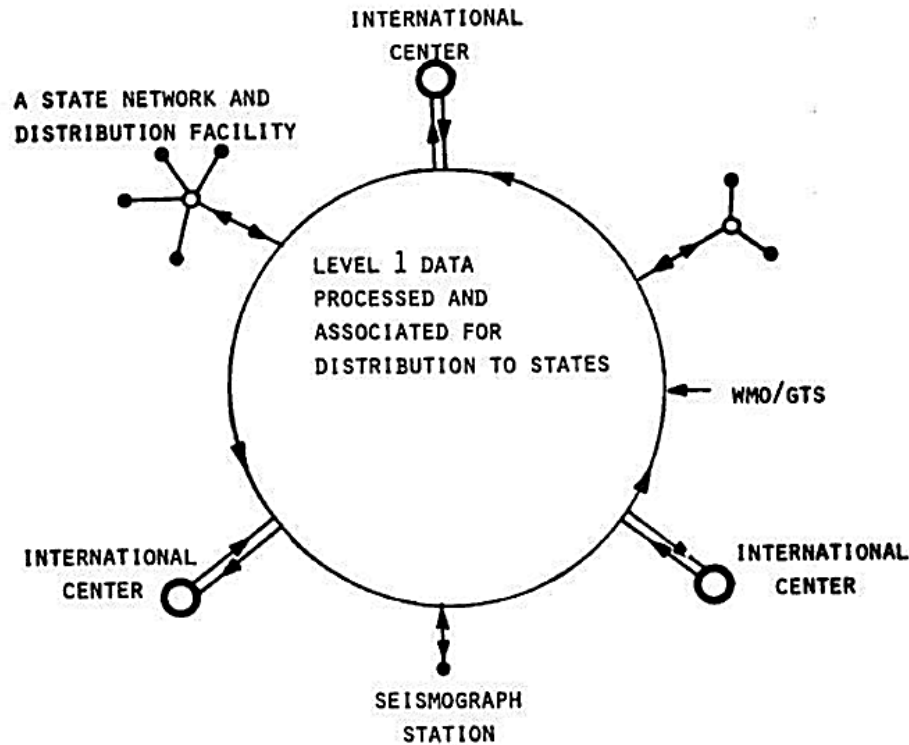 INTERNATIONAL
CENTER
A STATE NETWORK AND
DISTRIBUTION FACILITY
LEVEL 1 DATA
PROCESSED AND
ASSOCIATED FOR
DISTRIBUTION TO STATES
WMO/GTS
INTERNATIONAL
CENTER
INTERNATIONAL
CENTER
SEISMOGRAPH
STATION